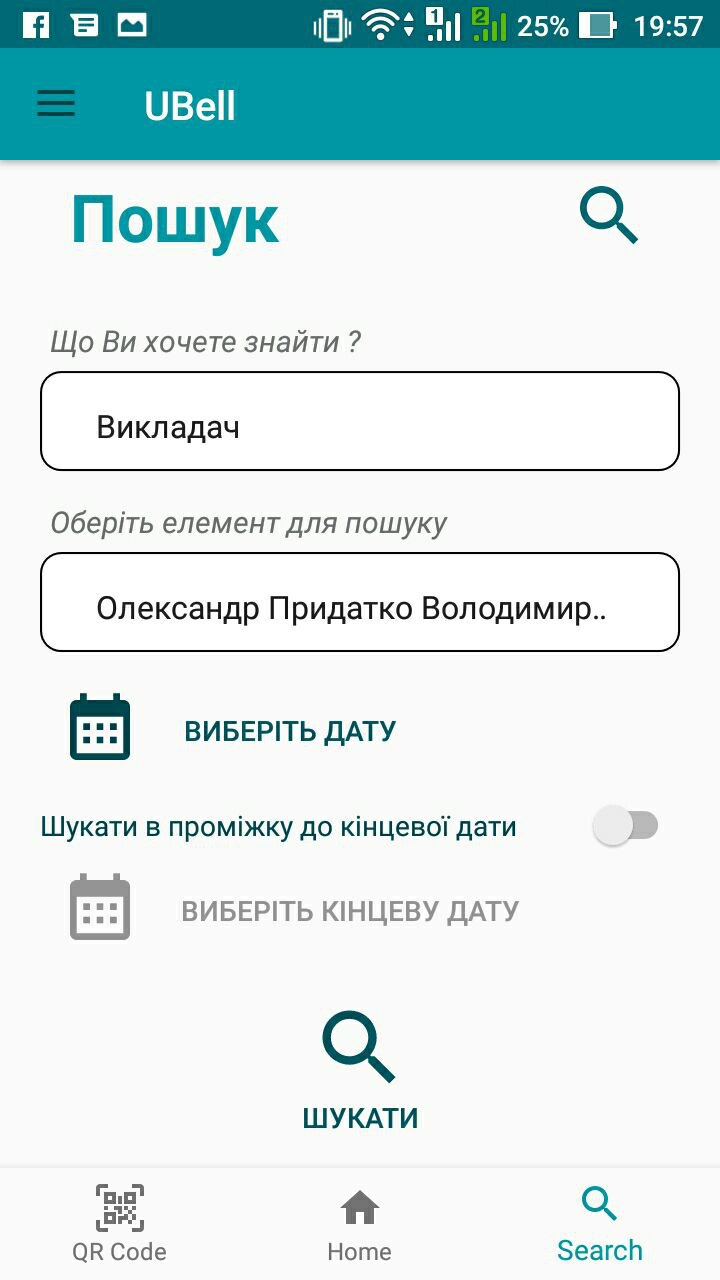 1 2 25% 19:57
UBell
Пошук
Що Ви хочете знайти ?
Викладач
Оберіть елемент для пошуку
Олександр Придатко Володимир..
ВИБЕРІТЬ ДАТУ
Шукати в проміжку до кінцевої дати
ВИБЕРІТЬ КІНЦЕВУ ДАТУ
ШУКАТИ
QR Code Home Search